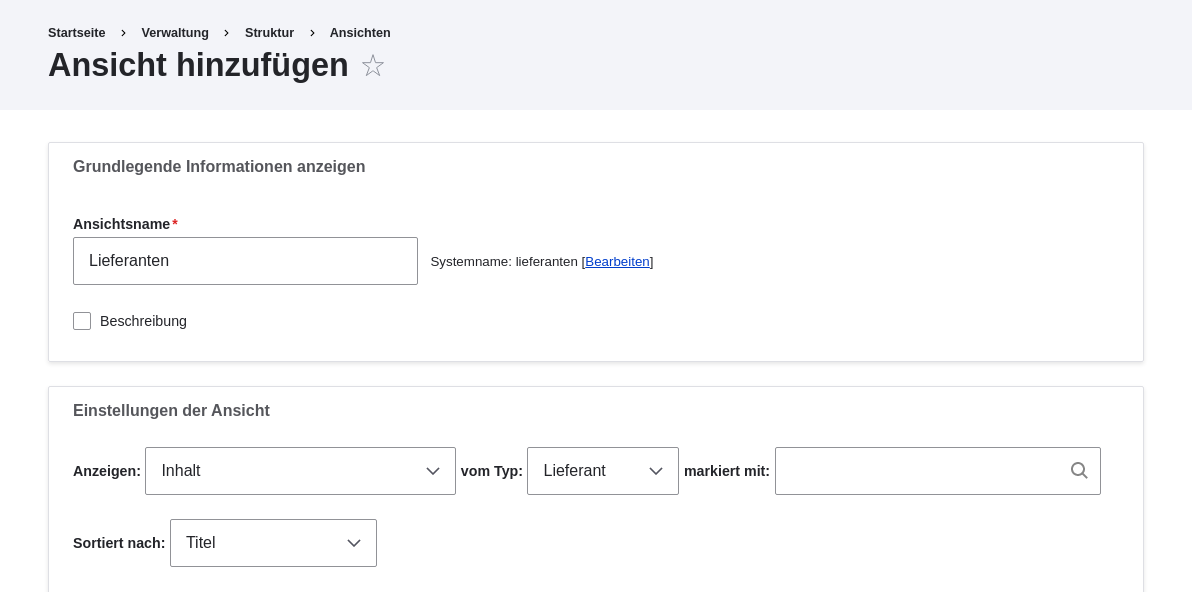 Startseite > Verwaltung > Struktur > Ansichten
Ansicht hinzufügen ☆
Grundlegende Informationen anzeigen
Ansichtsname*
Lieferanten
Systemname: lieferanten [Bearbeiten]
Beschreibung
Einstellungen der Ansicht
Anzeigen: Inhalt vom Typ: Lieferant markiert mit:
Sortiert nach: Titel